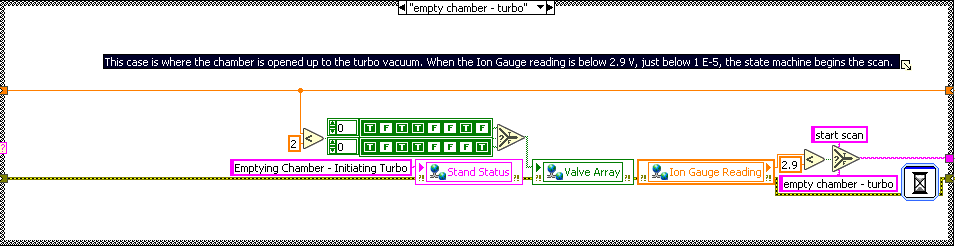 "empty chamber - turbo"
This case is where the chamber is opened up to the turbo vacuum. When the Ion Gauge reading is below 2.9 V, just below 1 E-5, the state machine begins the scan.
0 T F T T F F T F
2 <
0 T F T T F F F T
? T F
start scan
2.9 < ? T F
Emptying Chamber - Initiating Turbo Stand Status Valve Array Ion Gauge Reading
?! ?! ?! ?! ?! ?!
empty chamber - turbo